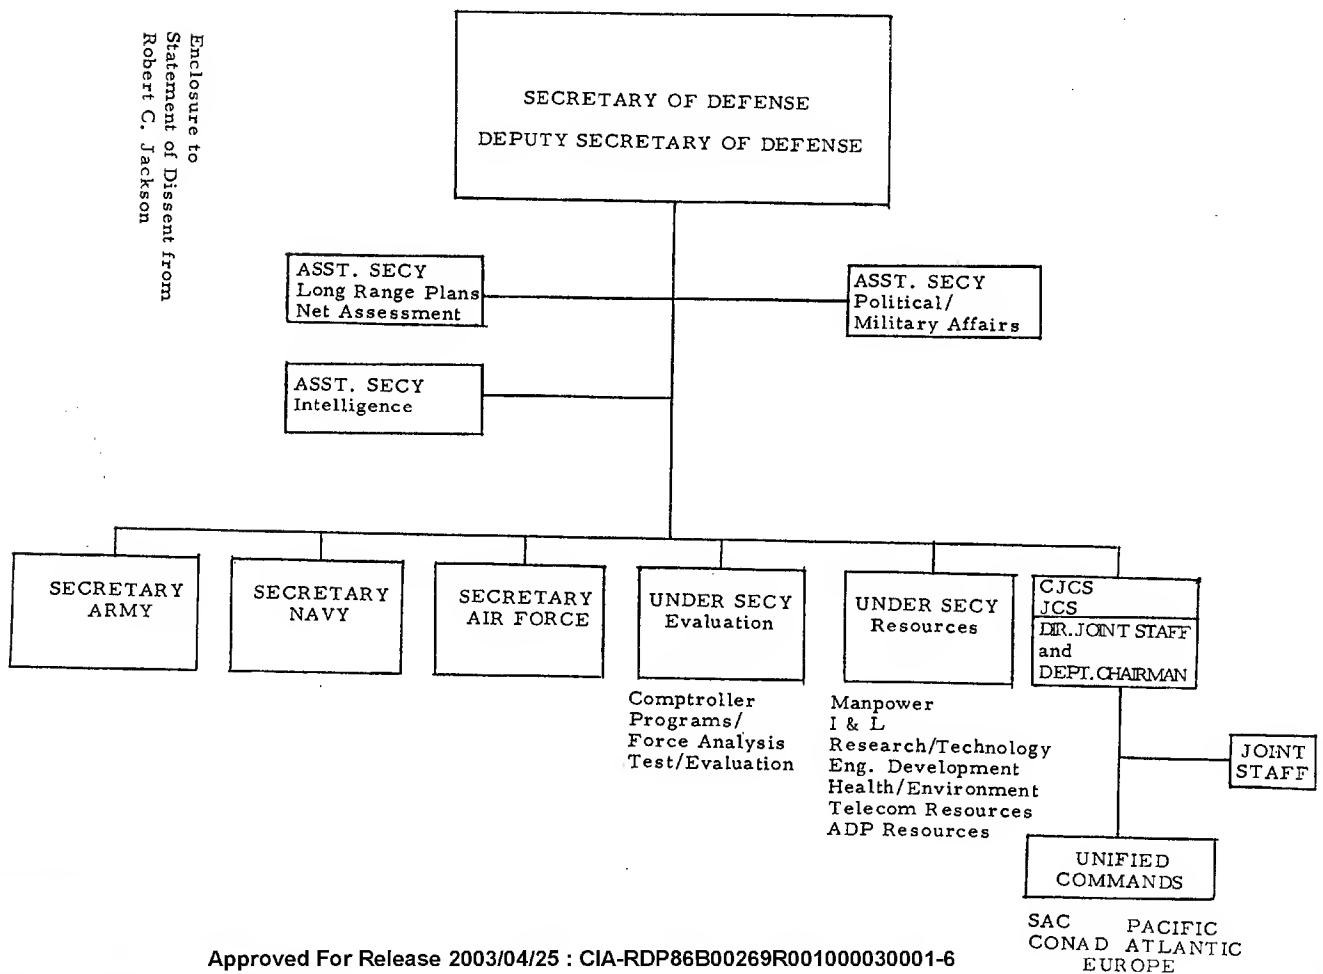 Enclosure to
Statement of Dissent from
Robert C. Jackson
SECRETARY OF DEFENSE
DEPUTY SECRETARY OF DEFENSE
ASST. SECY
Long Range Plans
Net Assessment
ASST. SECY
Political/
Military Affairs
ASST. SECY
Intelligence
SECRETARY
ARMY
SECRETARY
NAVY
SECRETARY
AIR FORCE
UNDER SECY
Evaluation
Comptroller
Programs/
Force Analysis
Test/Evaluation
UNDER SECY
Resources
Manpower
I & L
Research/Technology
Eng. Development
Health/Environment
Telecom Resources
ADP Resources
CJCS
JCS
DIR. JOINT STAFF
and
DEPT. CHAIRMAN
JOINT
STAFF
UNIFIED
COMMANDS
SAC PACIFIC
CONAD ATLANTIC
EUROPE
Approved For Release 2003/04/25 : CIA-RDP86B00269R001000030001-6